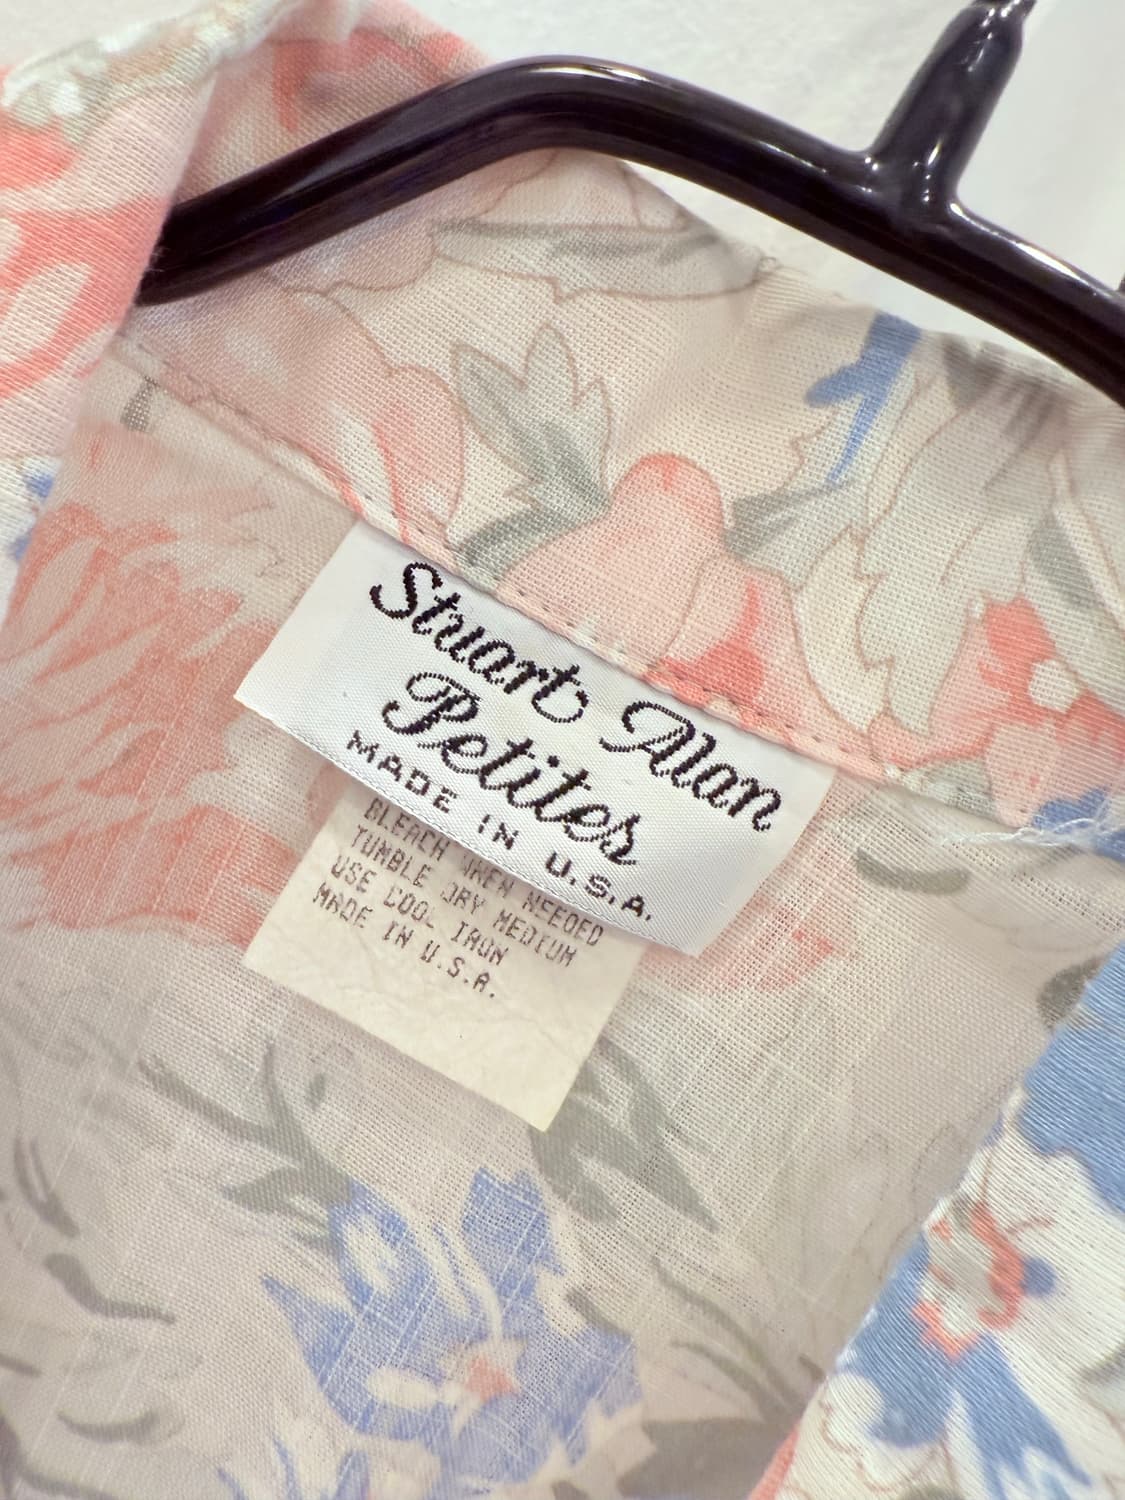 Stuart Alan
Petites
MADE IN U.S.A.
BLEACH WHEN NEEDED
TUMBLE DRY MEDIUM
USE COOL IRON
MADE IN U.S.A.